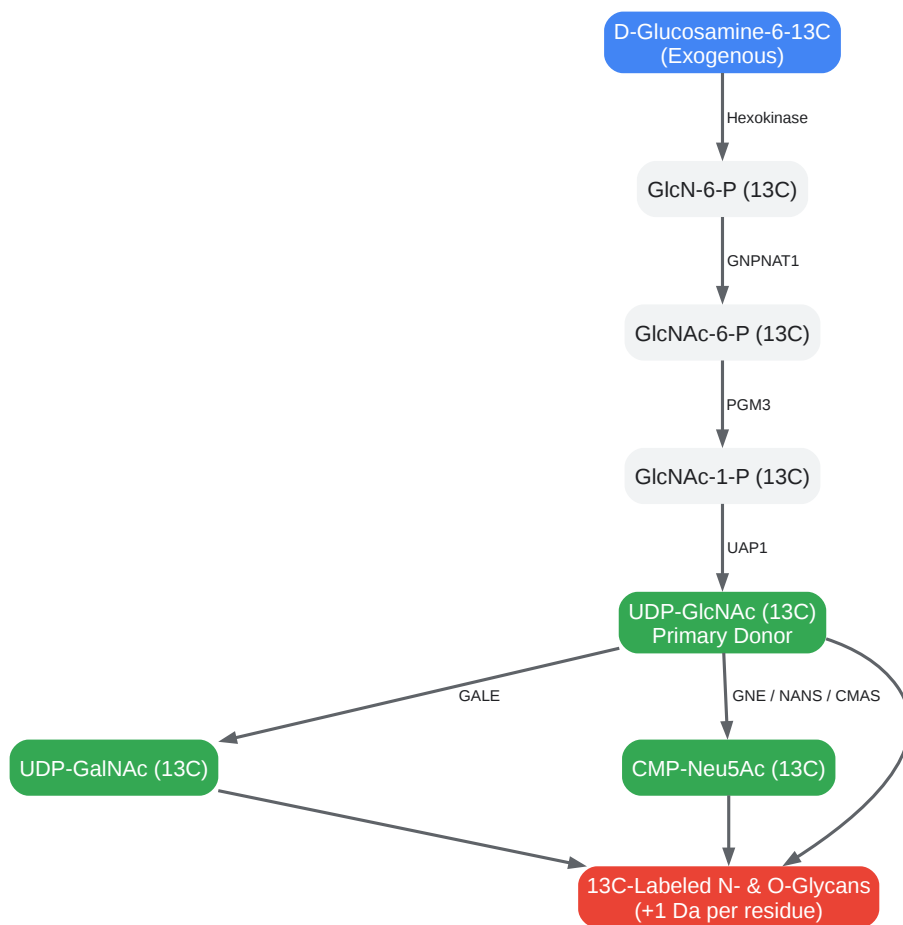 D-Glucosamine-6-13C
(Exogenous)
Hexokinase
GlcN-6-P (13C)
GNPNAT1
GlcNAc-6-P (13C)
PGM3
GlcNAc-1-P (13C)
UAP1
UDP-GlcNAc (13C)
Primary Donor
GALE
GNE / NANS / CMAS
UDP-GalNAc (13C)
CMP-Neu5Ac (13C)
13C-Labeled N- & O-Glycans
(+1 Da per residue)